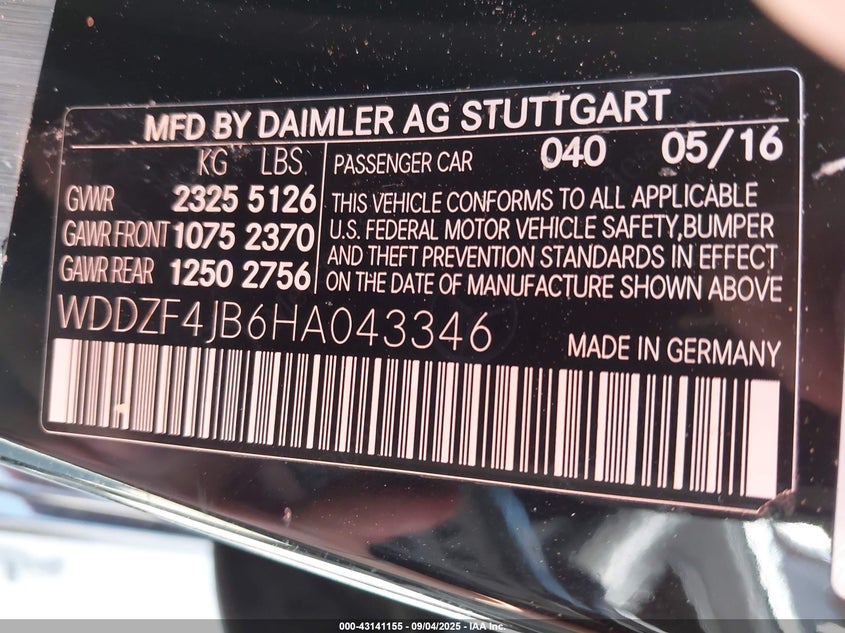 MFD BY DAIMLER AG STUTTGART
KG LBS
GVWR 2325 5126
GAWR FRONT 1075 2370
GAWR REAR 1250 2756
PASSENGER CAR 040 05/16
THIS VEHICLE CONFORMS TO ALL APPLICABLE
U.S. FEDERAL MOTOR VEHICLE SAFETY,BUMPER
AND THEFT PREVENTION STANDARDS IN EFFECT
ON THE DATE OF MANUFACTURE SHOWN ABOVE
WDDZF4JB6HA043346
MADE IN GERMANY
000-43141155 - 09/04/2025 - IAA Inc.